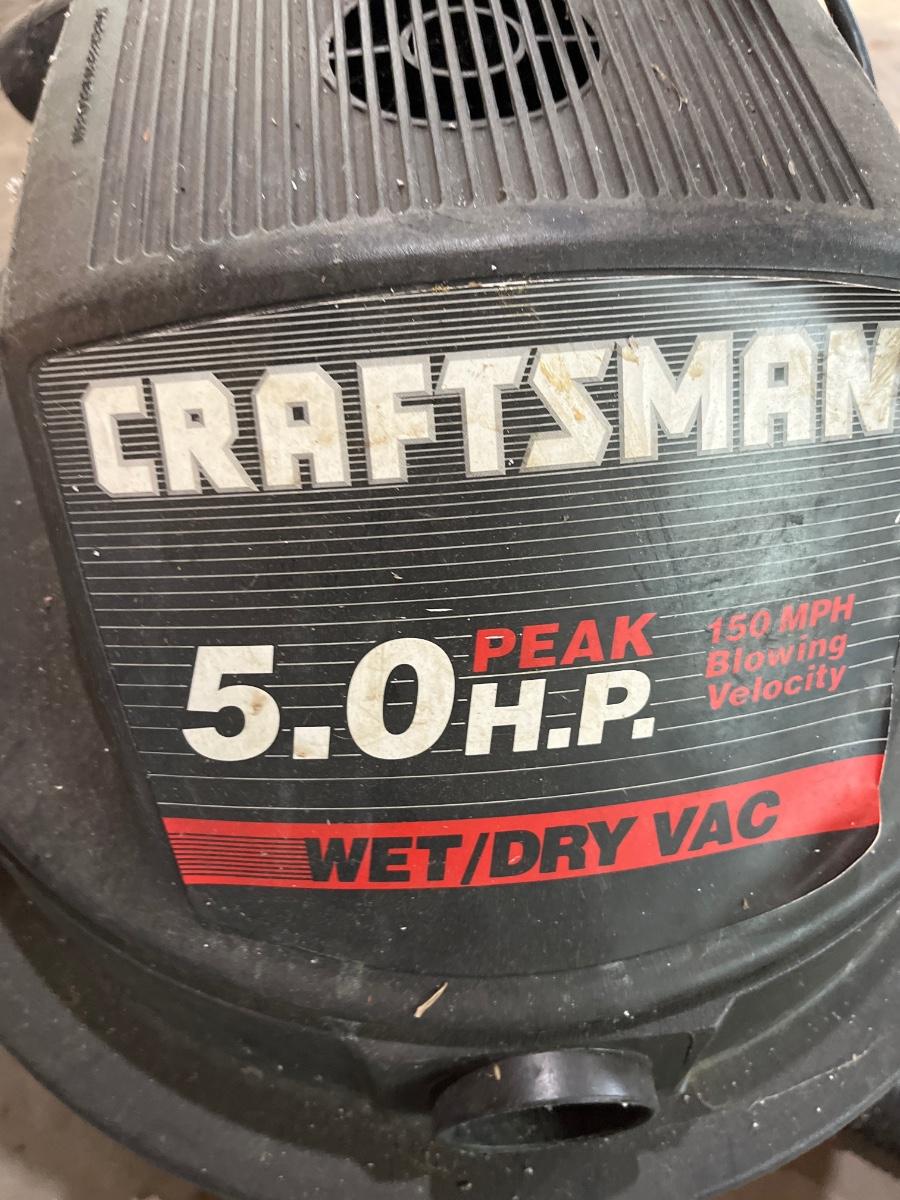 CRAFTSMAN
5.0 PEAK H.P.
150 MPH
Blowing
Velocity
WET/DRY VAC